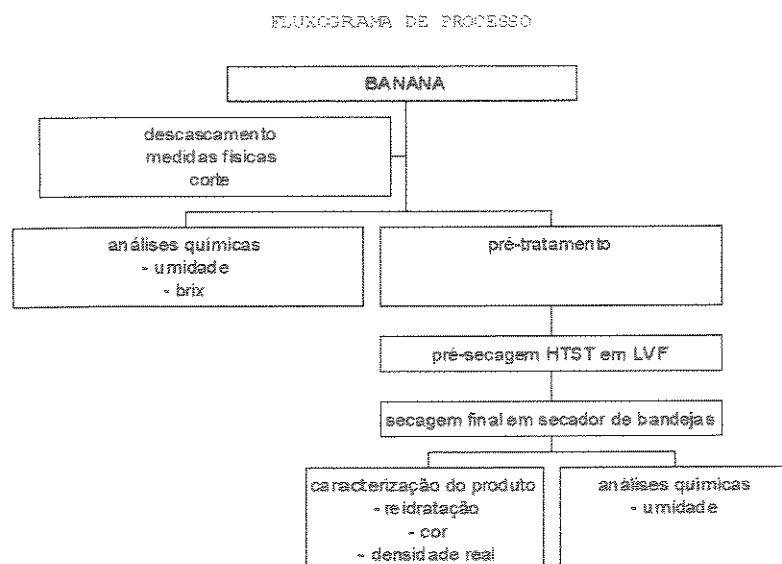 FLUXOGRAMA DE PROCESSO
BANANA
descascamento
medidas físicas
corte
análises químicas
- umidade
- brix
pré-tratamento
pré-secagem HTST em LVF
secagem final em secador de bandejas
caracterização do produto
- reidratação
- cor
- densidade real
análises químicas
- umidade